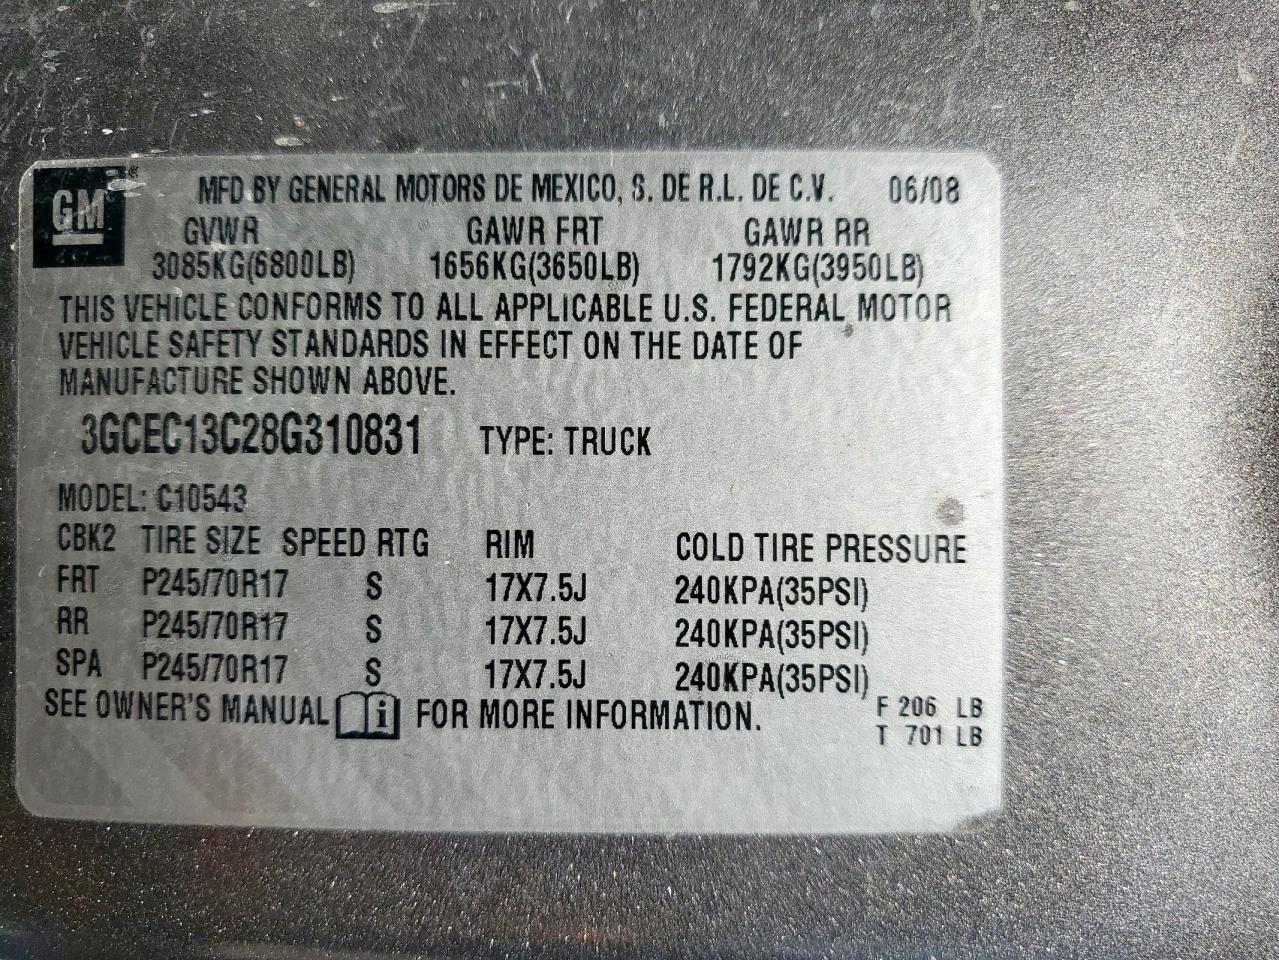 GM®
MFD BY GENERAL MOTORS DE MEXICO, S. DE R.L. DE C.V. 06/08
GVWR GAWR FRT GAWR RR
3085KG(6800LB) 1656KG(3650LB) 1792KG(3950LB)
THIS VEHICLE CONFORMS TO ALL APPLICABLE U.S. FEDERAL MOTOR
VEHICLE SAFETY STANDARDS IN EFFECT ON THE DATE OF
MANUFACTURE SHOWN ABOVE.
3GCEC13C28G310831 TYPE: TRUCK
MODEL: C10543
CBK2 TIRE SIZE SPEED RTG RIM COLD TIRE PRESSURE
FRT P245/70R17 S 17X7.5J 240KPA(35PSI)
RR P245/70R17 S 17X7.5J 240KPA(35PSI)
SPA P245/70R17 S 17X7.5J 240KPA(35PSI)
SEE OWNER'S MANUAL i FOR MORE INFORMATION. F 206 LB
T 701 LB